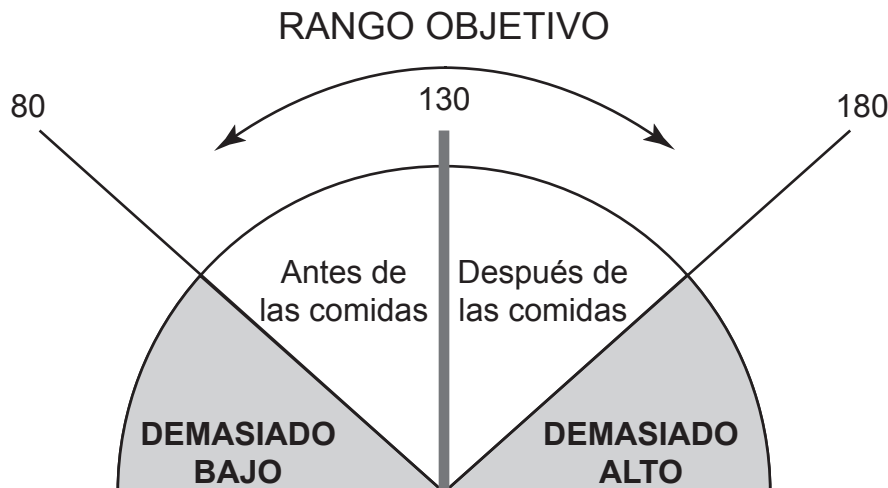 RANGO OBJETIVO
80
130
180
Antes de
las comidas
Después de
las comidas
DEMASIADO
BAJO
DEMASIADO
ALTO